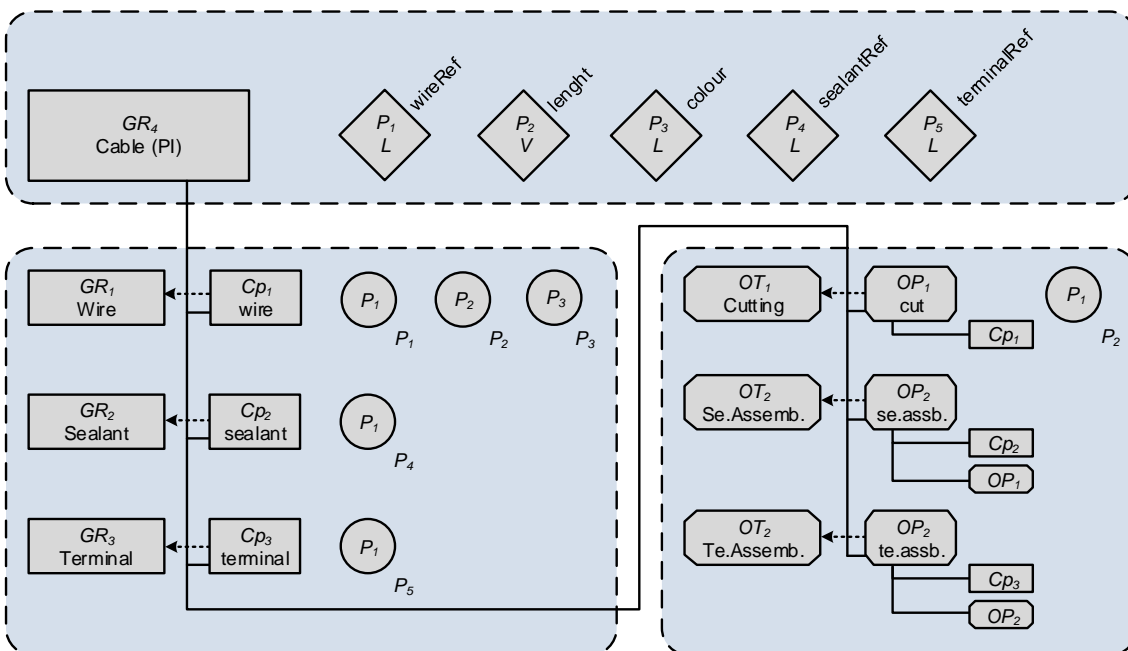 GR4
Cable (PI)
P1
L
wireRef
P2
V
lenght
P3
L
colour
P4
L
sealantRef
P5
L
terminalRef
GR1
Wire
Cp1
wire
P1
P1
P2
P2
P3
P3
GR2
Sealant
Cp2
sealant
P1
P4
GR3
Terminal
Cp3
terminal
P1
P5
OT1
Cutting
OP1
cut
P1
P2
Cp1
OT2
Se.Assemb.
OP2
se.assb.
Cp2
OP1
OT2
Te.Assemb.
OP2
te.assb.
Cp3
OP2